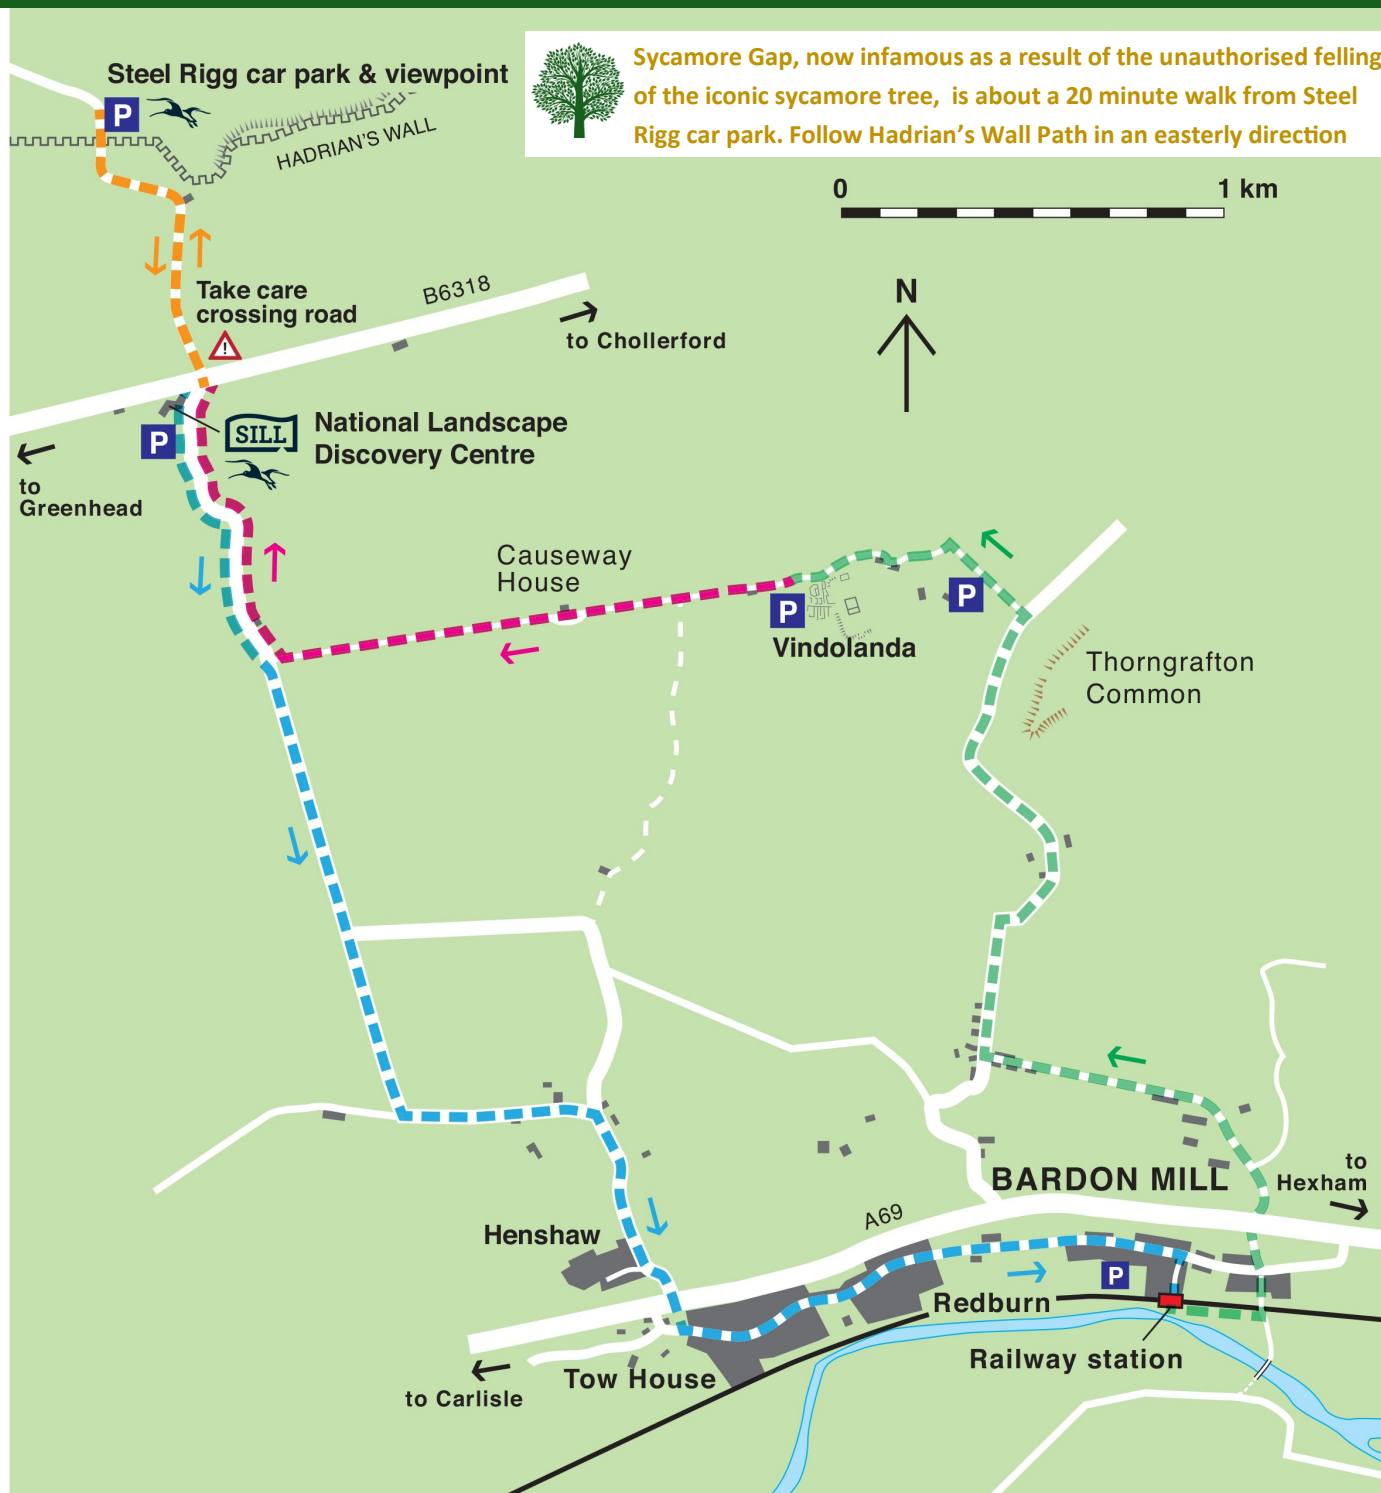 Steel Rigg car park & viewpoint
P
HADRIAN'S WALL
Sycamore Gap, now infamous as a result of the unauthorised felling
of the iconic sycamore tree, is about a 20 minute walk from Steel
Rigg car park. Follow Hadrian's Wall Path in an easterly direction
0 1 km
N
Take care
crossing road
!
B6318
to Chollerford
SILL
National Landscape
Discovery Centre
P
to
Greenhead
Causeway
House
P
P
Vindolanda
Thorngrafton
Common
BARDON MILL
to
Hexham
A69
Henshaw
P
Redburn
Railway station
Tow House
to Carlisle